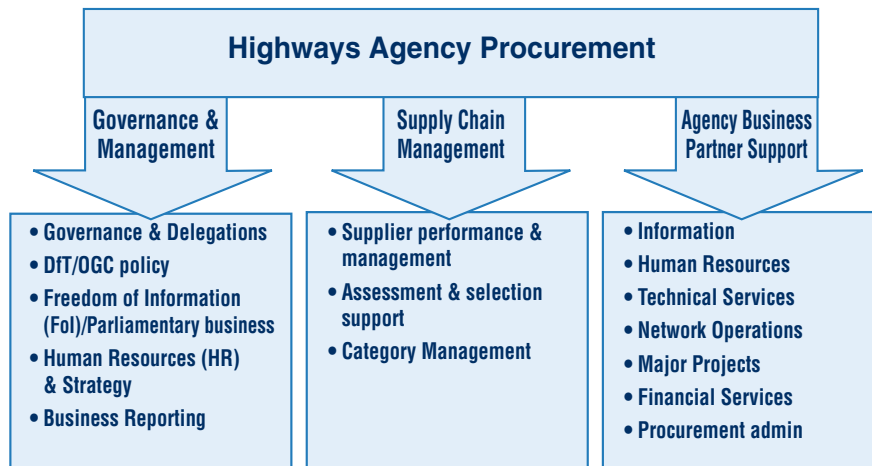 Highways Agency Procurement
Governance &
Management
Supply Chain
Management
Agency Business
Partner Support
• Governance & Delegations
• DfT/OGC policy
• Freedom of Information
(FoI)/Parliamentary business
• Human Resources (HR)
& Strategy
• Business Reporting
• Supplier performance &
management
• Assessment & selection
support
• Category Management
• Information
• Human Resources
• Technical Services
• Network Operations
• Major Projects
• Financial Services
• Procurement admin